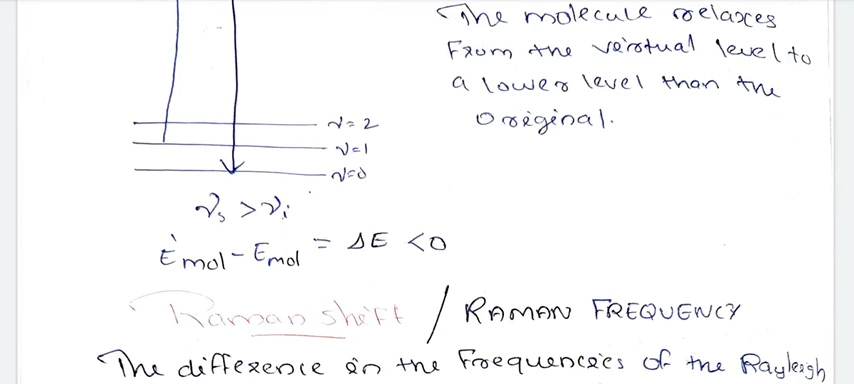 The molecule relaxes
From the virtual level to
a lower level than the
Original.
v=2
v=1
v=0
νs > νi
E'mol - Emol = ΔE <0
Raman shift / RAMAN FREQUENCY
The difference in the Frequencies of the Rayleigh